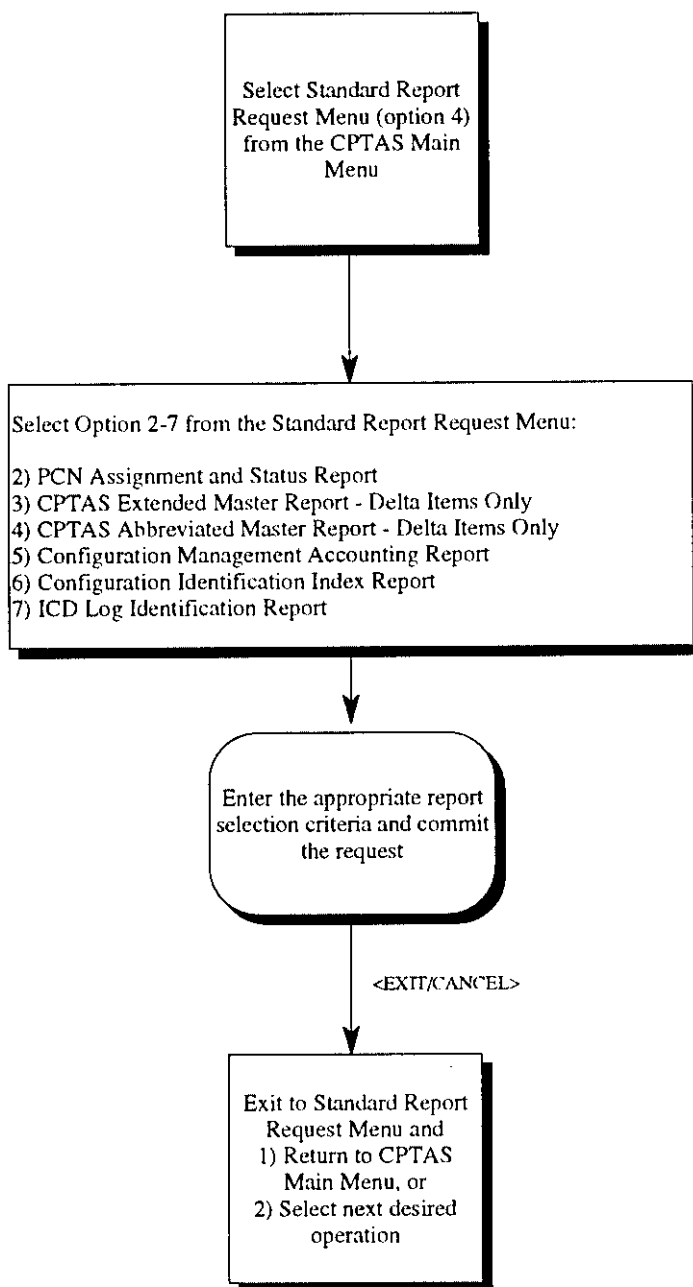 Select Standard Report
Request Menu (option 4)
from the CPTAS Main
Menu
Select Option 2-7 from the Standard Report Request Menu:
2) PCN Assignment and Status Report
3) CPTAS Extended Master Report - Delta Items Only
4) CPTAS Abbreviated Master Report - Delta Items Only
5) Configuration Management Accounting Report
6) Configuration Identification Index Report
7) ICD Log Identification Report
Enter the appropriate report
selection criteria and commit
the request
<EXIT/CANCEL>
Exit to Standard Report
Request Menu and
1) Return to CPTAS
Main Menu, or
2) Select next desired
operation